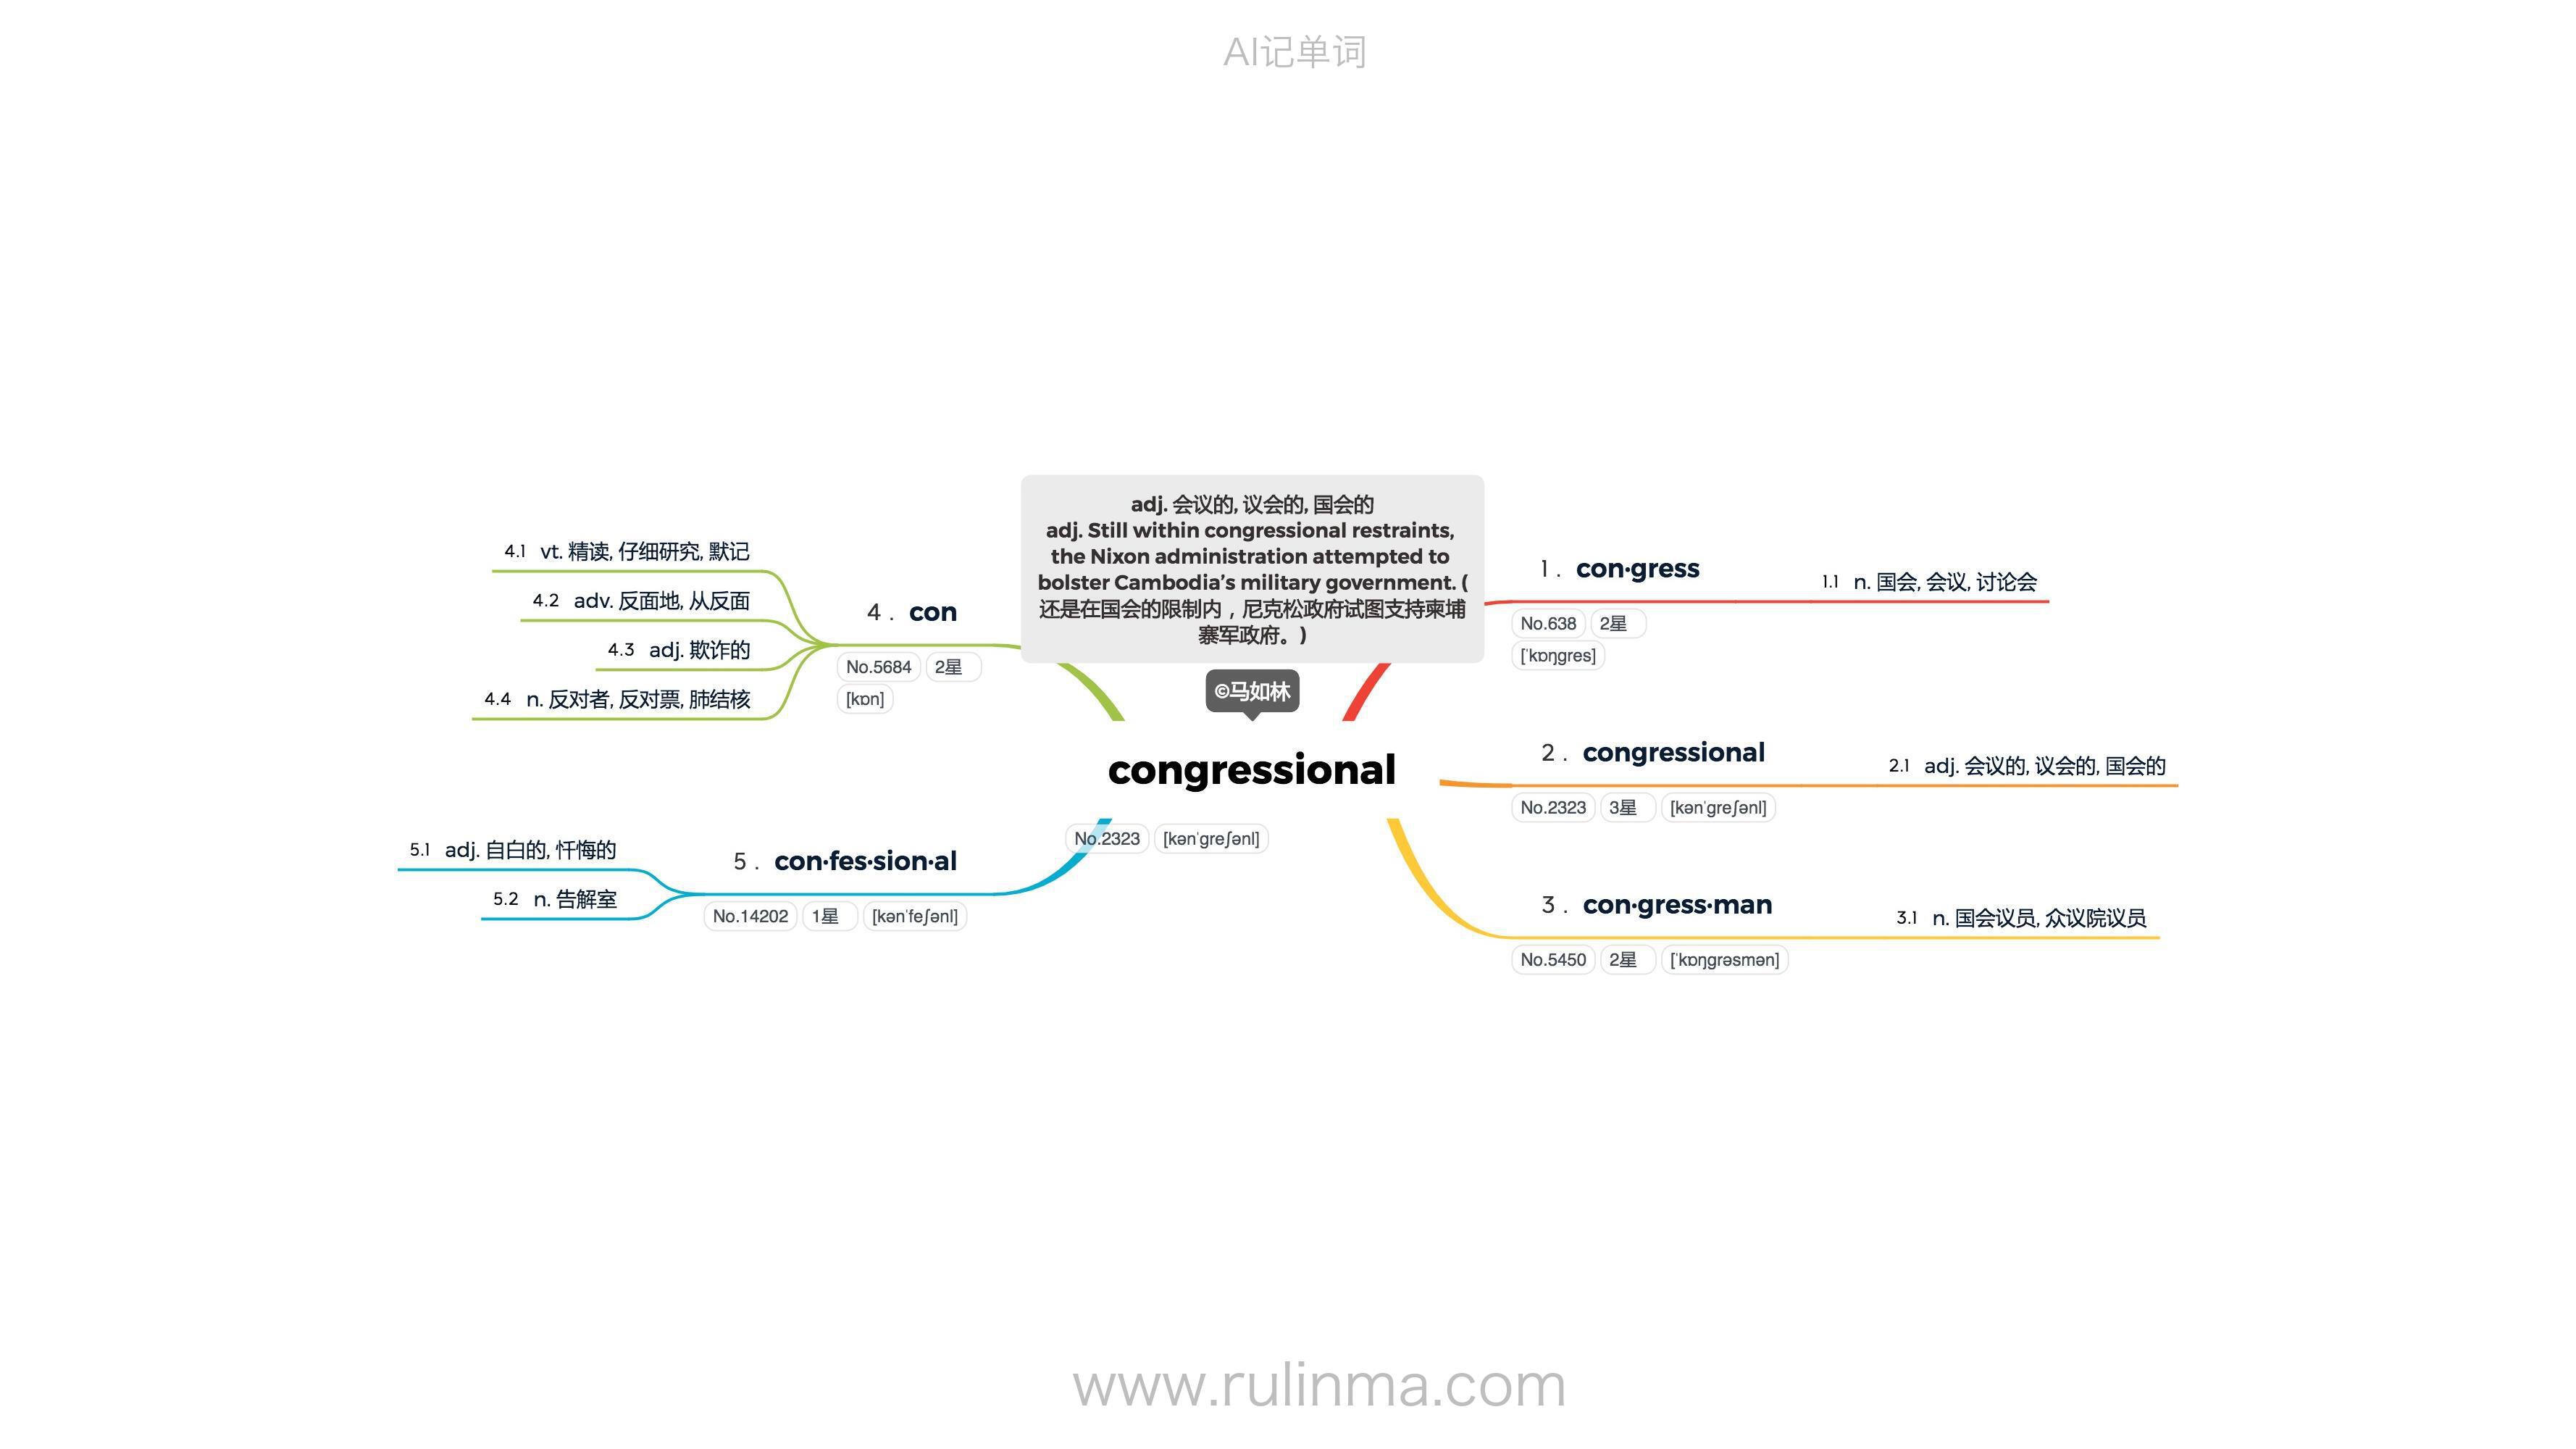 AI记单词
adj. 会议的, 议会的, 国会的
adj. Still within congressional restraints,
the Nixon administration attempted to
bolster Cambodia’s military government. (
还是在国会的限制内，尼克松政府试图支持柬埔
寨军政府。)
©马如林
congressional
No.2323 [kənˈɡreʃənl]
1. con·gress
No.638 2星
[ˈkɒŋɡres]
1.1 n. 国会, 会议, 讨论会
2. congressional
No.2323 3星 [kənˈɡreʃənl]
2.1 adj. 会议的, 议会的, 国会的
3. con·gress·man
No.5450 2星 [ˈkɒŋɡrəsmən]
3.1 n. 国会议员, 众议院议员
4. con
No.5684 2星
[kɒn]
4.1 vt. 精读, 仔细研究, 默记
4.2 adv. 反面地, 从反面
4.3 adj. 欺诈的
4.4 n. 反对者, 反对票, 肺结核
5. con·fes·sion·al
No.14202 1星 [kənˈfeʃənl]
5.1 adj. 自白的, 忏悔的
5.2 n. 告解室
www.rulinma.com